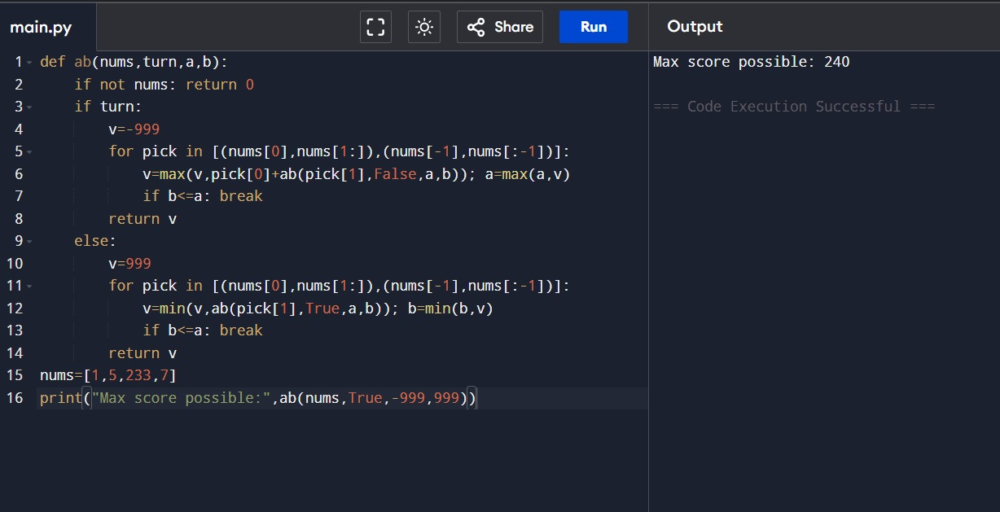 main.py
Share
Run
Output
1 def ab(nums,turn,a,b):
2     if not nums: return 0
3     if turn:
4         v=-999
5         for pick in [(nums[0],nums[1:]),(nums[-1],nums[:-1])]:
6             v=max(v,pick[0]+ab(pick[1],False,a,b)); a=max(a,v)
7             if b<=a: break
8         return v
9     else:
10         v=999
11         for pick in [(nums[0],nums[1:]),(nums[-1],nums[:-1])]:
12             v=min(v,ab(pick[1],True,a,b)); b=min(b,v)
13             if b<=a: break
14         return v
15 nums=[1,5,233,7]
16 print("Max score possible:",ab(nums,True,-999,999))
Max score possible: 240
=== Code Execution Successful ===